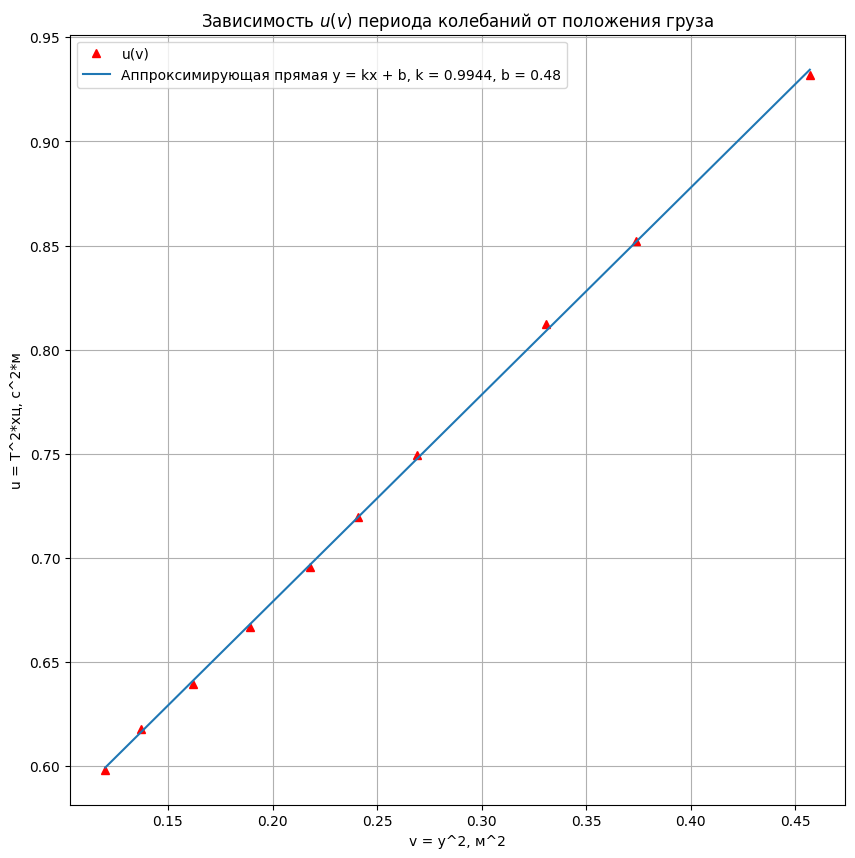 Зависимость u(v) периода колебаний от положения груза
u(v)
Аппроксимирующая прямая y = kx + b, k = 0.9944, b = 0.48
0.95
0.90
0.85
0.80
0.75
0.70
0.65
0.60
u = T^2*xц, с^2*м
0.15 0.20 0.25 0.30 0.35 0.40 0.45
v = y^2, м^2